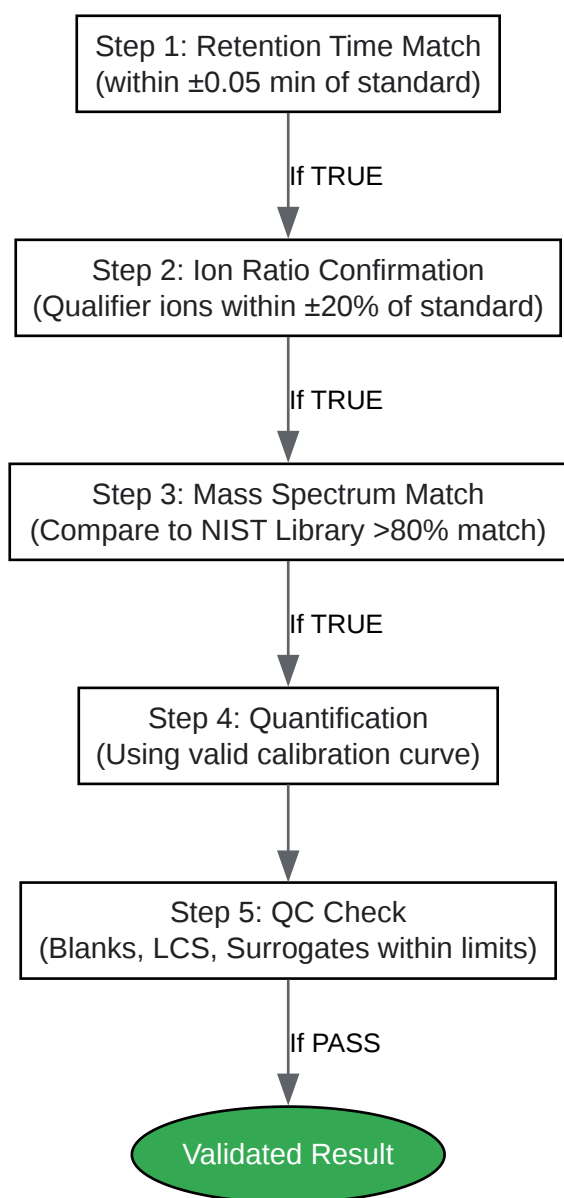 Step 1: Retention Time Match
(within ±0.05 min of standard)
If TRUE
Step 2: Ion Ratio Confirmation
(Qualifier ions within ±20% of standard)
If TRUE
Step 3: Mass Spectrum Match
(Compare to NIST Library >80% match)
If TRUE
Step 4: Quantification
(Using valid calibration curve)
Step 5: QC Check
(Blanks, LCS, Surrogates within limits)
If PASS
Validated Result